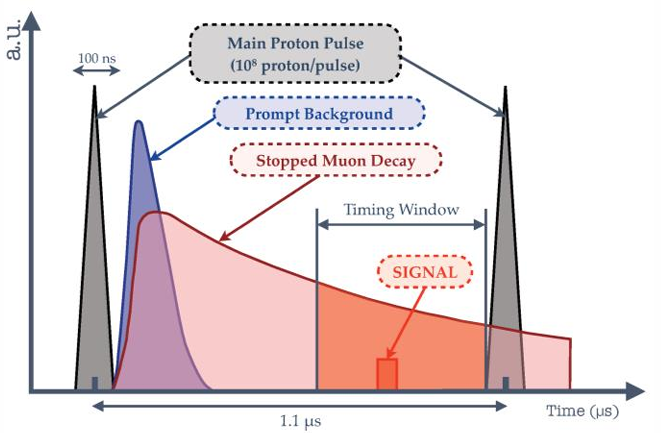 a.u.
100 ns
Main Proton Pulse
(10⁸ proton/pulse)
Prompt Background
Stopped Muon Decay
Timing Window
SIGNAL
1.1 μs
Time (μs)